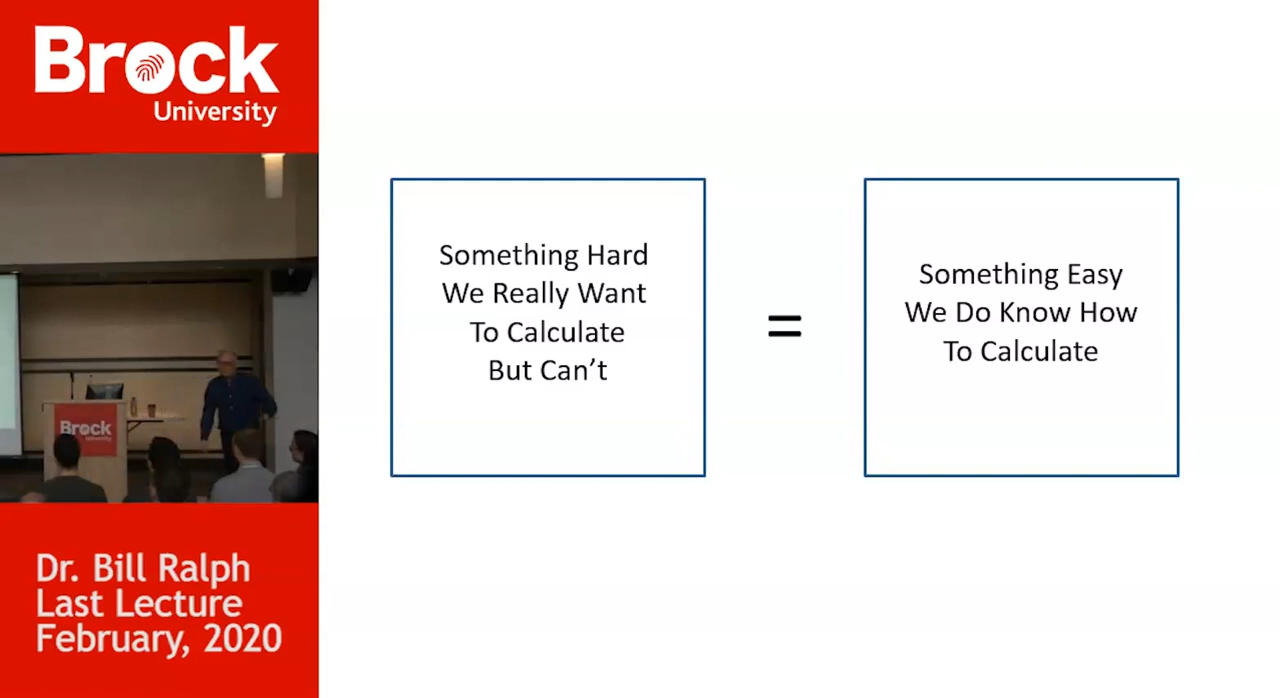 Brock
University
Brock
University
Dr. Bill Ralph
Last Lecture
February, 2020
Something Hard
We Really Want
To Calculate
But Can't
=
Something Easy
We Do Know How
To Calculate